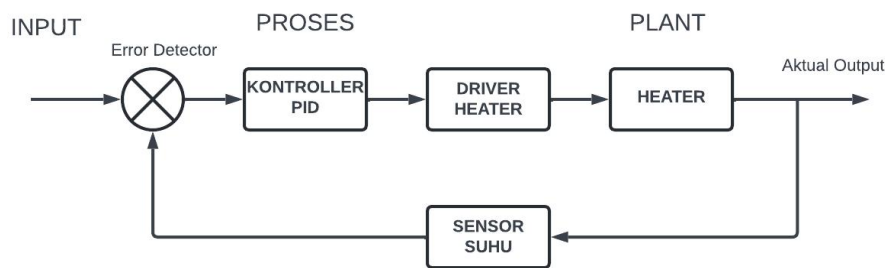 INPUT
PROSES
PLANT
Error Detector
Aktual Output
KONTROLLER
PID
DRIVER
HEATER
HEATER
SENSOR
SUHU